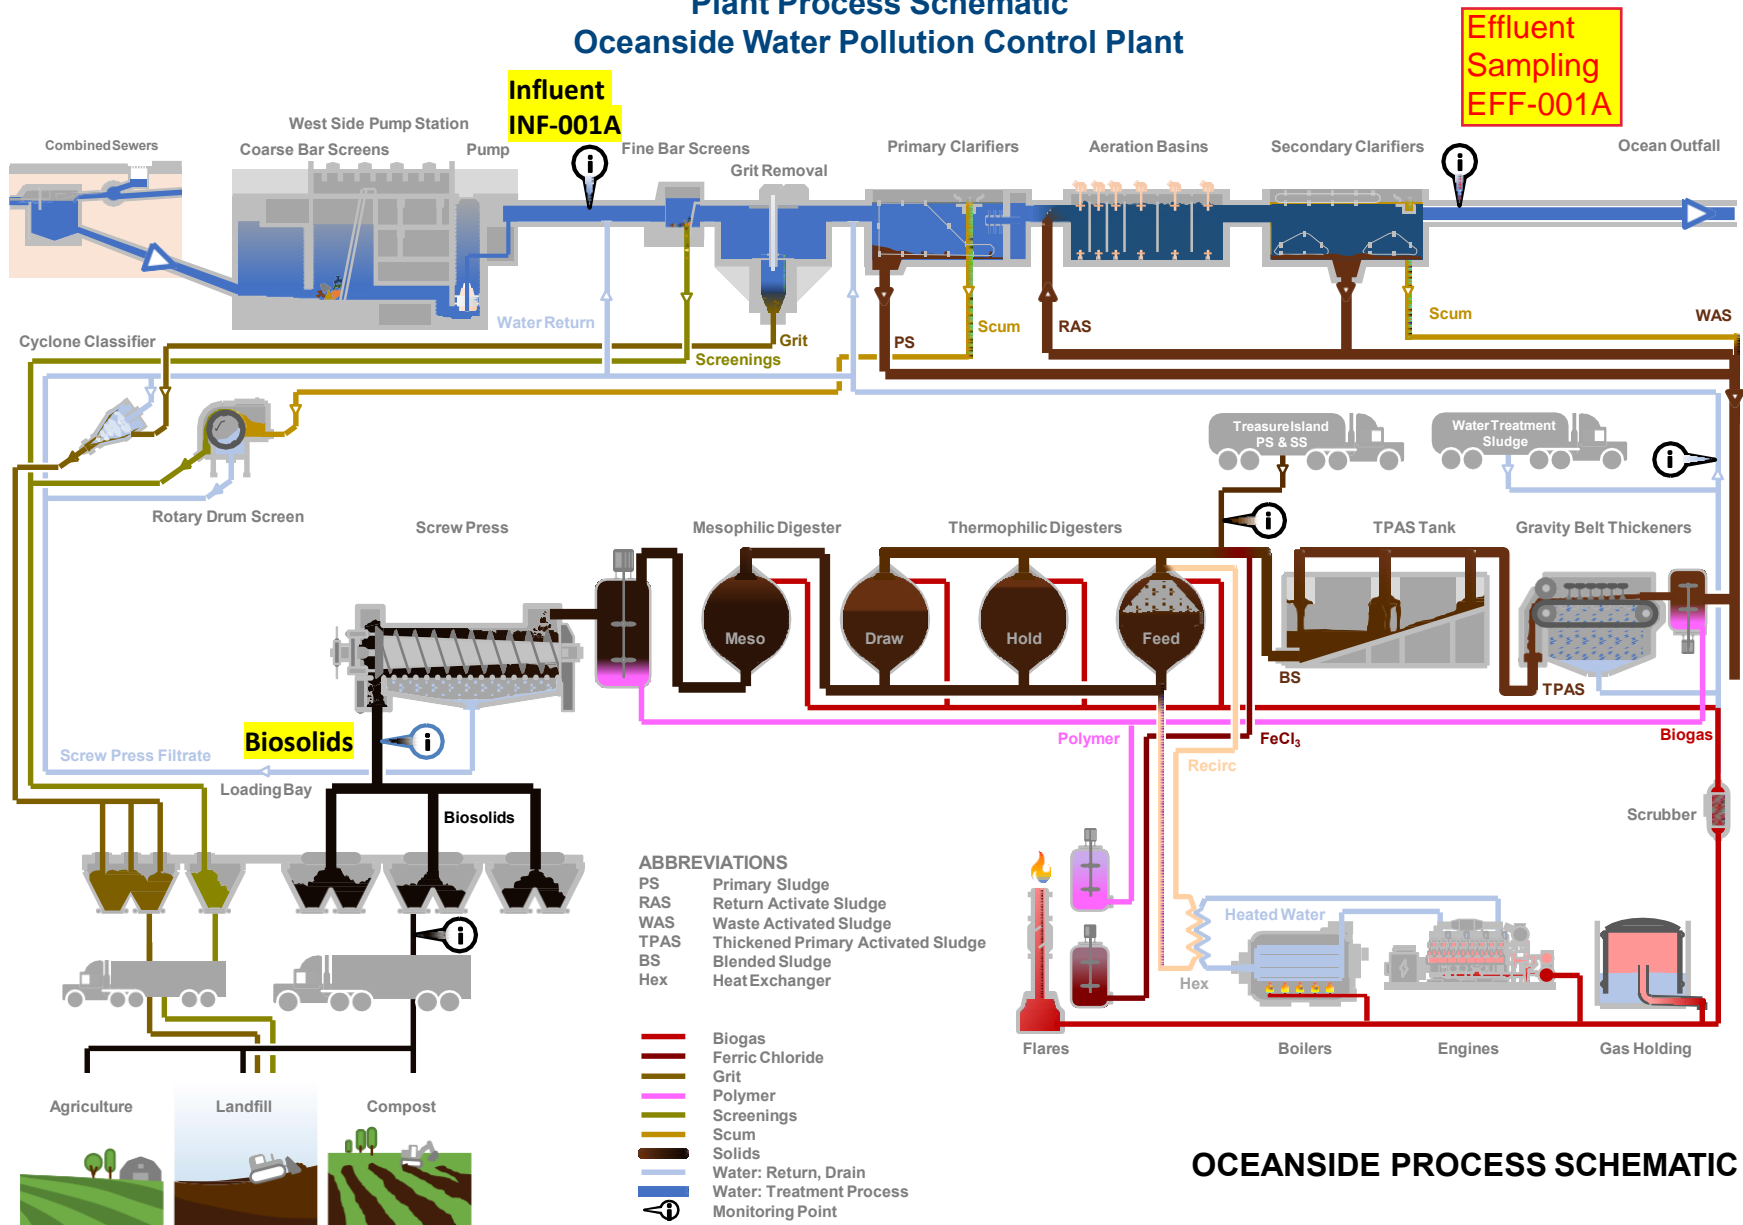 Plant Process Schematic
Oceanside Water Pollution Control Plant
Effluent
Sampling
EFF-001A
Influent
INF-001A
Combined Sewers
West Side Pump Station
Coarse Bar Screens
Pump
Fine Bar Screens
Grit Removal
Primary Clarifiers
Aeration Basins
Secondary Clarifiers
Ocean Outfall
Water Return
Cyclone Classifier
Grit
Screenings
PS
Scum
RAS
Scum
WAS
Treasure Island
PS & SS
Water Treatment
Sludge
Rotary Drum Screen
Screw Press
Mesophilic Digester
Thermophilic Digesters
TPAS Tank
Gravity Belt Thickeners
Meso
Draw
Hold
Feed
BS
TPAS
Biosolids
Screw Press Filtrate
Loading Bay
Biosolids
Polymer
FeCl₃
Recirc
Biogas
Scrubber
ABBREVIATIONS
PS Primary Sludge
RAS Return Activate Sludge
WAS Waste Activated Sludge
TPAS Thickened Primary Activated Sludge
BS Blended Sludge
Hex Heat Exchanger
Heated Water
Hex
Flares
Boilers
Engines
Gas Holding
Biogas
Ferric Chloride
Grit
Polymer
Screenings
Scum
Solids
Water: Return, Drain
Water: Treatment Process
Monitoring Point
Agriculture
Landfill
Compost
OCEANSIDE PROCESS SCHEMATIC